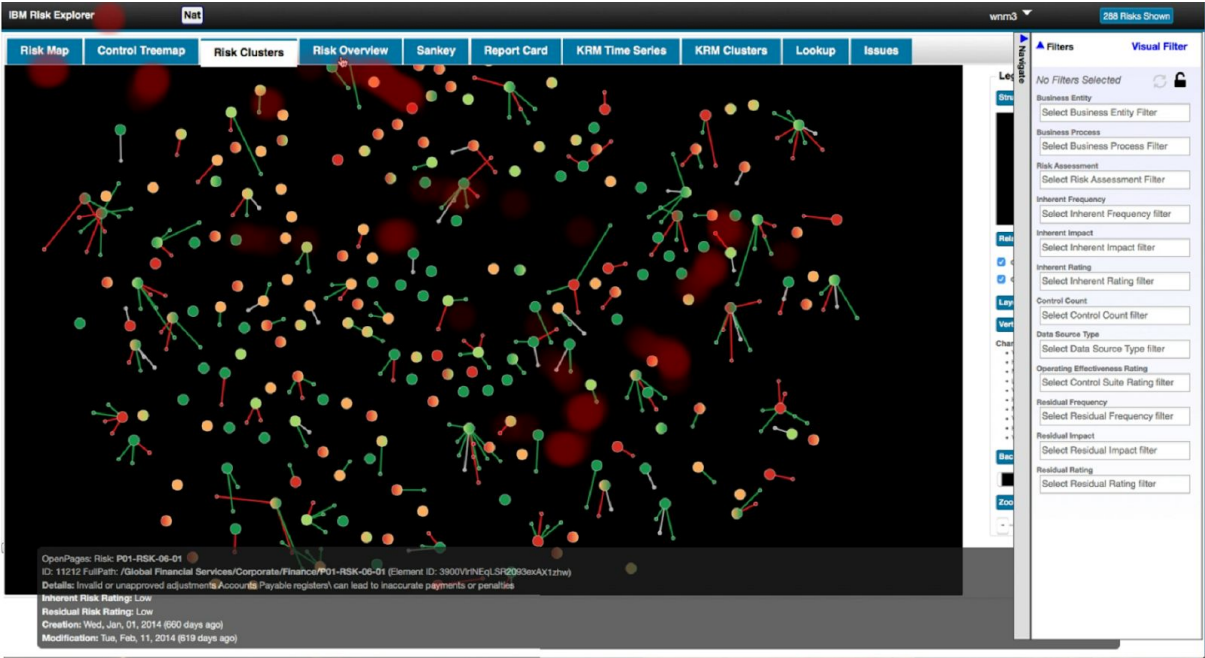 IBM Risk Explorer
Nat
wnm3
288 Risks Shown
Risk Map
Control Treemap
Risk Clusters
Risk Overview
Sankey
Report Card
KRM Time Series
KRM Clusters
Lookup
Issues
Navigate
Filters
Visual Filter
No Filters Selected
Business Entity
Select Business Entity Filter
Business Process
Select Business Process Filter
Risk Assessment
Select Risk Assessment Filter
Inherent Frequency
Select Inherent Frequency filter
Inherent Impact
Select Inherent Impact filter
Inherent Rating
Select Inherent Rating filter
Control Count
Select Control Count filter
Data Source Type
Select Data Source Type filter
Operating Effectiveness Rating
Select Control Suite Rating filter
Residual Frequency
Select Residual Frequency filter
Residual Impact
Select Residual Impact filter
Residual Rating
Select Residual Rating filter
OpenPages: Risk: P01-RSK-06-01
ID: 11212 FullPath: /Global Financial Services/Corporate/Finance/P01-RSK-06-01 (Element ID:
Details: Invalid or unapproved adjustments Accounts Payable registers\ can lead to inaccurate payments or penalties
Inherent Risk Rating: Low
Residual Risk Rating: Low
Creation: Wed, Jan, 01, 2014 (660 days ago)
Modification: Tue, Feb, 11, 2014 (619 days ago)